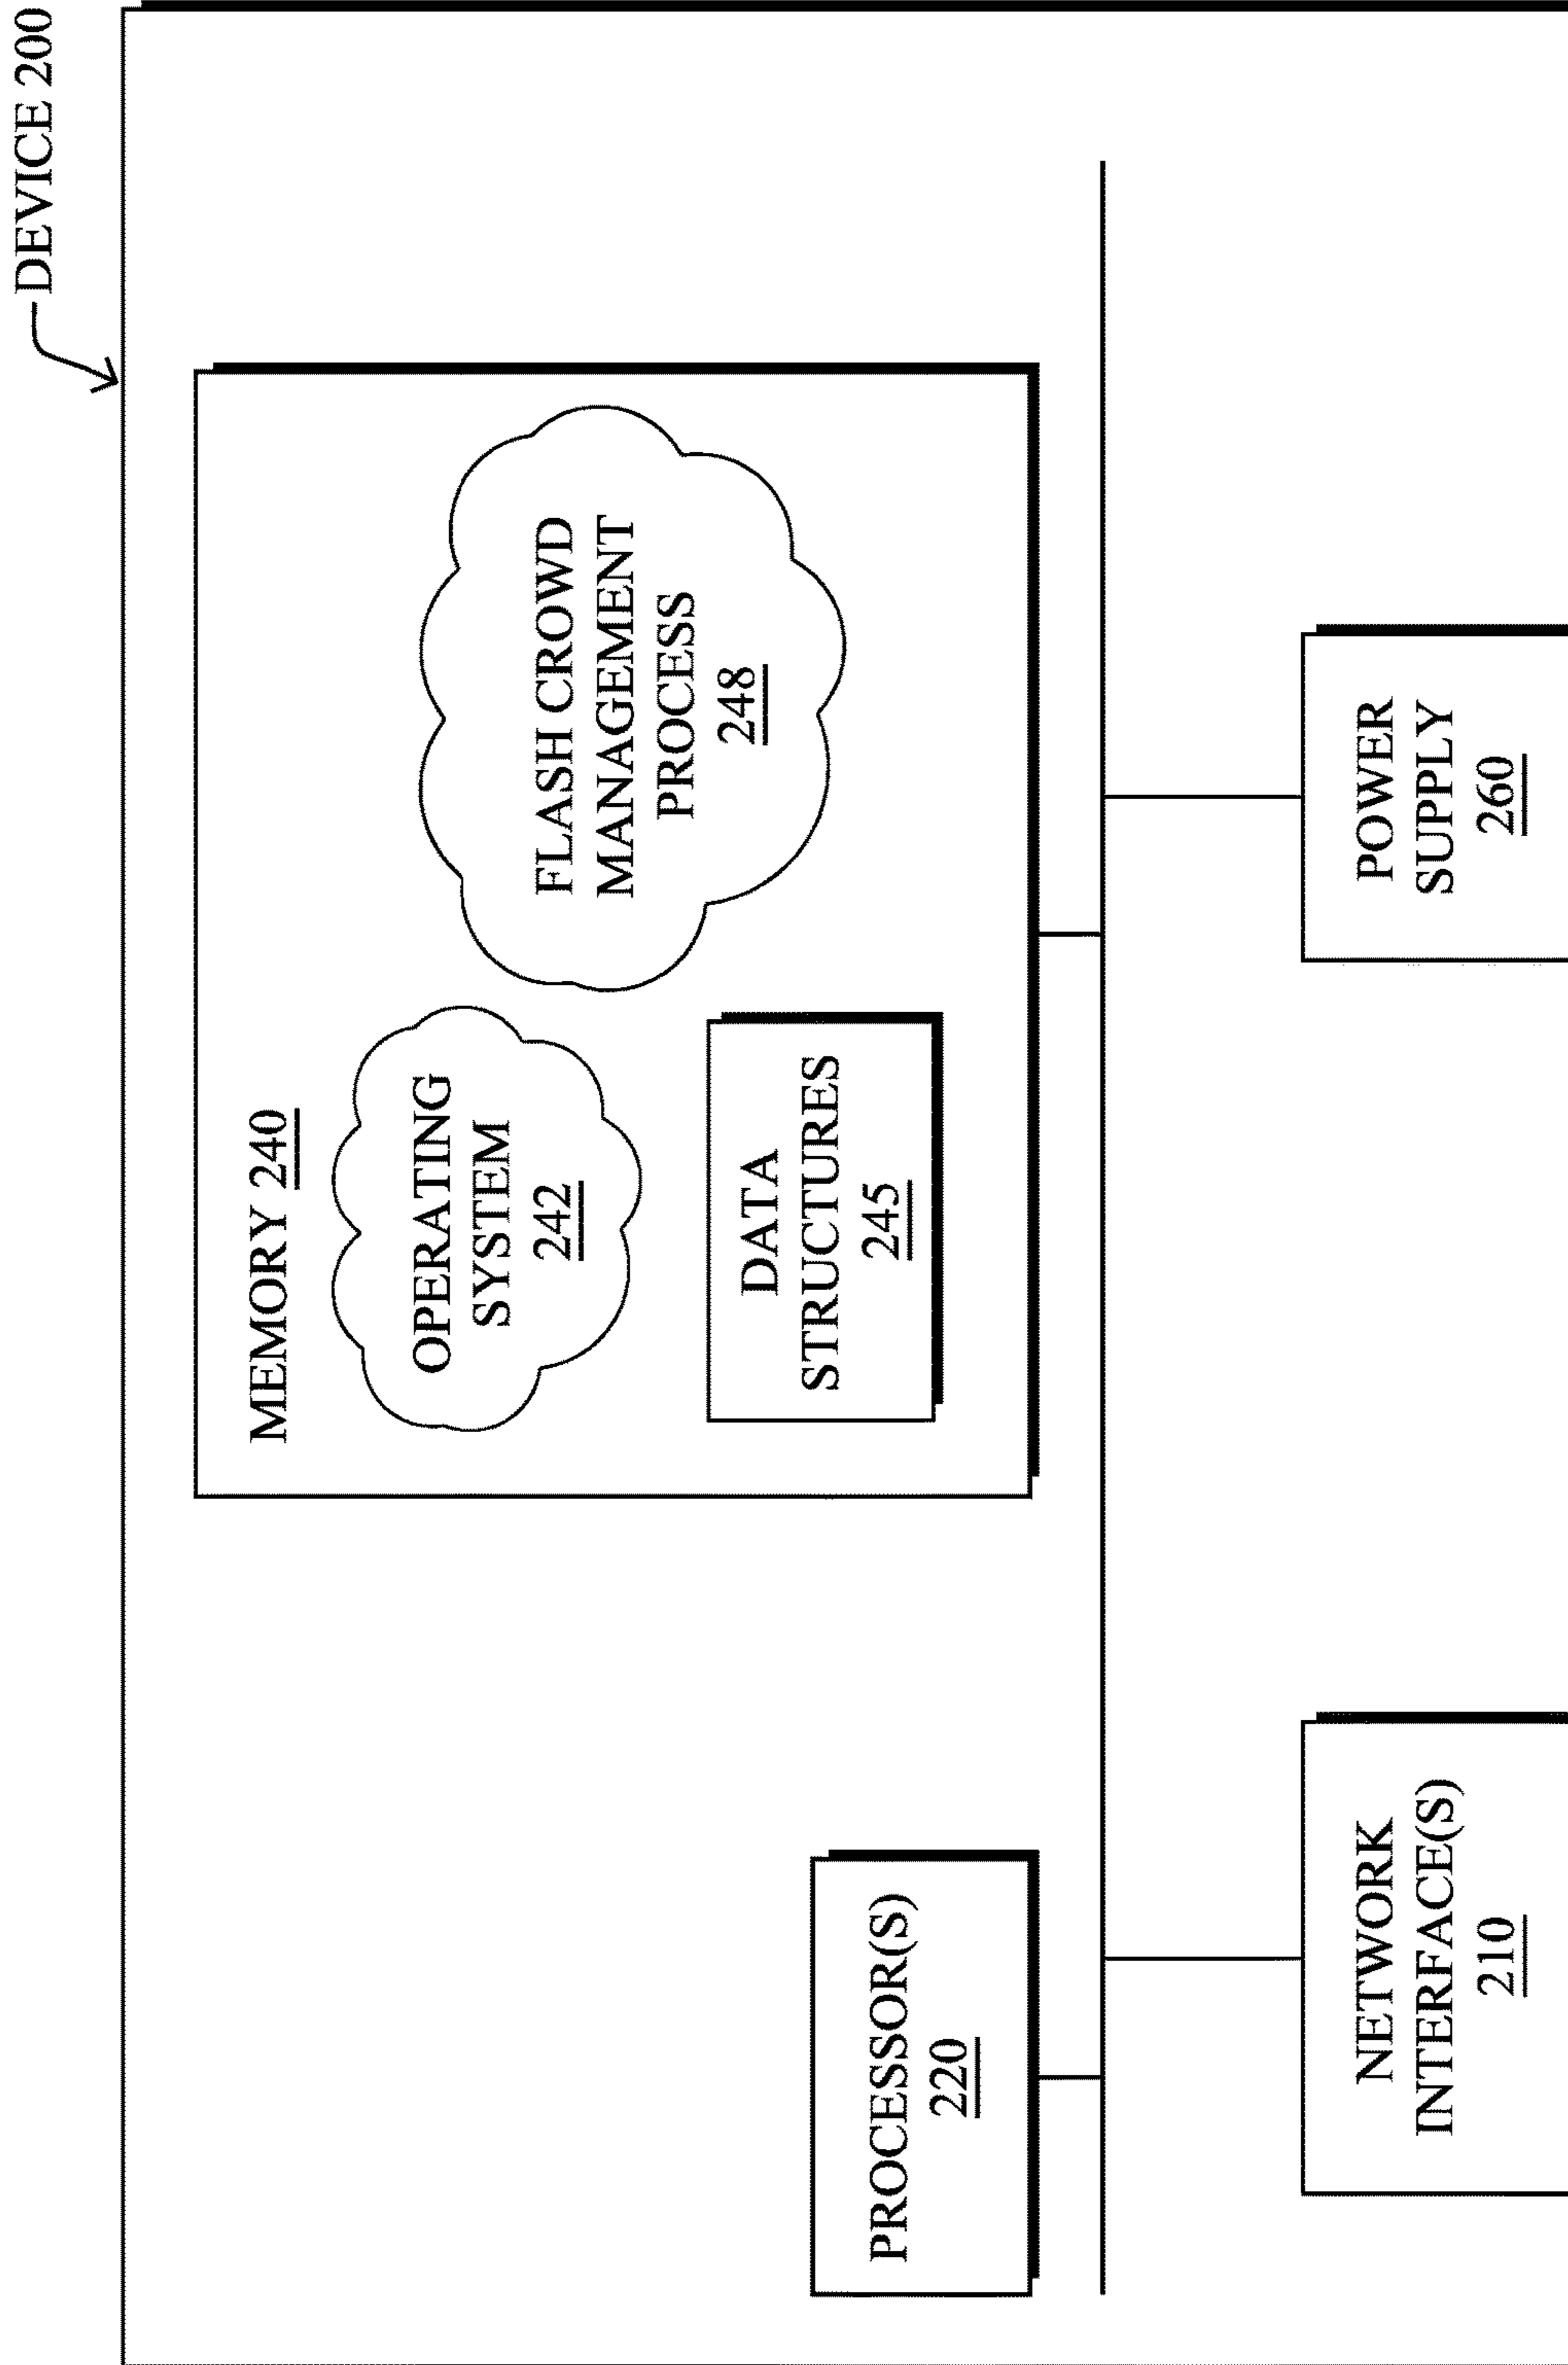 DEVICE 200
MEMORY 240
OPERATING
SYSTEM
242
DATA
STRUCTURES
245
FLASH CROWD
MANAGEMENT
PROCESS
248
PROCESSOR(S)
220
NETWORK
INTERFACE(S)
210
POWER
SUPPLY
260